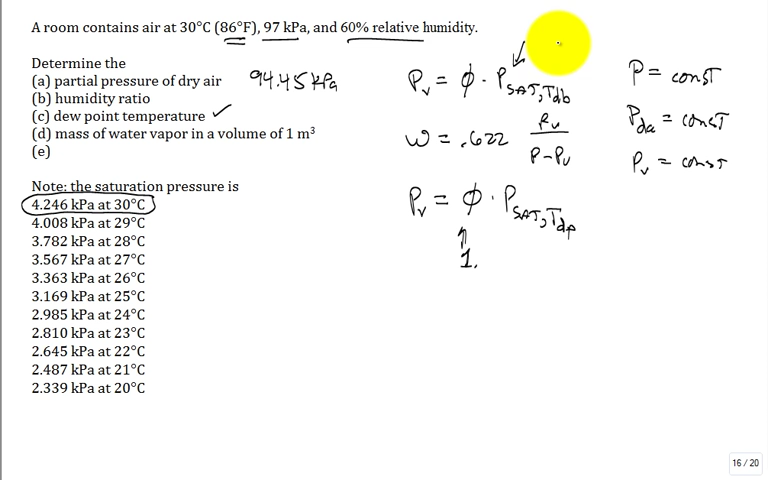 A room contains air at 30°C (86°F), 97 kPa, and 60% relative humidity.
Determine the
(a) partial pressure of dry air 94.45 kPa
(b) humidity ratio
(c) dew point temperature ✓
(d) mass of water vapor in a volume of 1 m³
(e)
Note: the saturation pressure is
4.246 kPa at 30°C
4.008 kPa at 29°C
3.782 kPa at 28°C
3.567 kPa at 27°C
3.363 kPa at 26°C
3.169 kPa at 25°C
2.985 kPa at 24°C
2.810 kPa at 23°C
2.645 kPa at 22°C
2.487 kPa at 21°C
2.339 kPa at 20°C
Pv = ϕ · PSAT, Tdb
ω = .622 Pv / P-Pv
Pv = ϕ · PSAT, Tdp
↑
1.
P = const
Pda = const
Pv = const
16 / 20